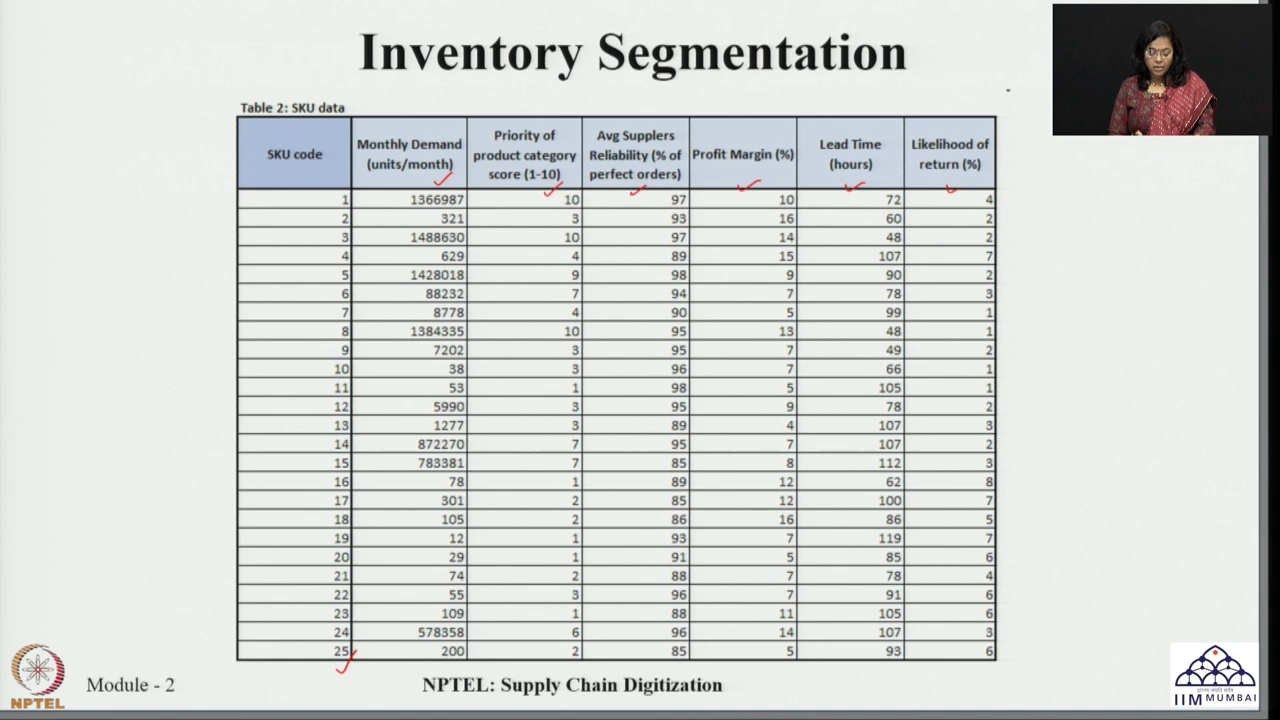 Inventory Segmentation
Table 2: SKU data
SKU code | Monthly Demand (units/month) | Priority of product category score (1-10) | Avg Suppliers Reliability (% of perfect orders) | Profit Margin (%) | Lead Time (hours) | Likelihood of return (%)
1 | 1366987 | 10 | 97 | 10 | 72 | 4
2 | 321 | 3 | 93 | 16 | 60 | 2
3 | 1488630 | 10 | 97 | 14 | 48 | 2
4 | 629 | 4 | 89 | 15 | 107 | 7
5 | 1428018 | 9 | 98 | 9 | 90 | 2
6 | 88232 | 7 | 94 | 7 | 78 | 3
7 | 8778 | 4 | 90 | 5 | 99 | 1
8 | 1384335 | 10 | 95 | 13 | 48 | 1
9 | 7202 | 3 | 95 | 7 | 49 | 2
10 | 38 | 3 | 96 | 7 | 66 | 1
11 | 53 | 1 | 98 | 5 | 105 | 1
12 | 5990 | 3 | 95 | 9 | 78 | 2
13 | 1277 | 3 | 89 | 4 | 107 | 3
14 | 872270 | 7 | 95 | 7 | 107 | 2
15 | 783381 | 7 | 85 | 8 | 112 | 3
16 | 78 | 1 | 89 | 12 | 62 | 8
17 | 301 | 2 | 85 | 12 | 100 | 7
18 | 105 | 2 | 86 | 16 | 86 | 5
19 | 12 | 1 | 93 | 7 | 119 | 7
20 | 29 | 1 | 91 | 5 | 85 | 6
21 | 74 | 2 | 88 | 7 | 78 | 4
22 | 55 | 3 | 96 | 7 | 91 | 6
23 | 109 | 1 | 88 | 11 | 105 | 6
24 | 578358 | 6 | 96 | 14 | 107 | 3
25 | 200 | 2 | 85 | 5 | 93 | 6
NPTEL
Module - 2
NPTEL: Supply Chain Digitization
IIM MUMBAI